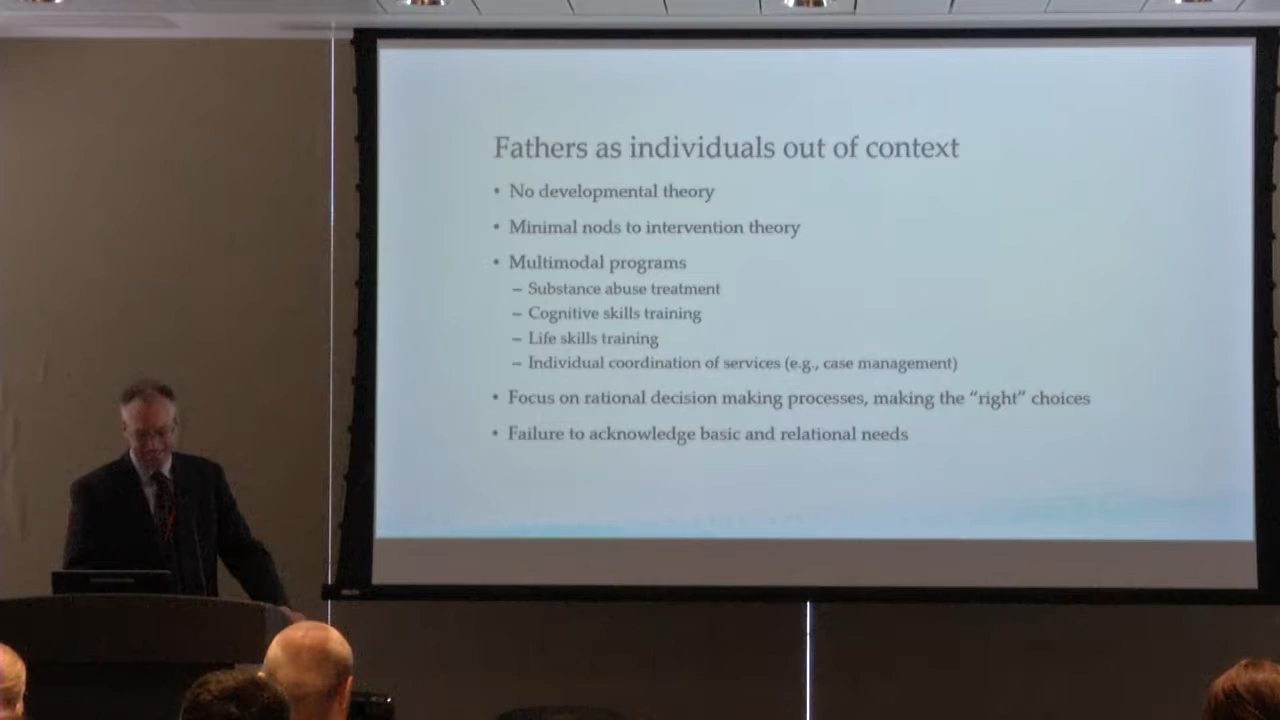 Fathers as individuals out of context
• No developmental theory
• Minimal nods to intervention theory
• Multimodal programs
– Substance abuse treatment
– Cognitive skills training
– Life skills training
– Individual coordination of services (e.g., case management)
• Focus on rational decision making processes, making the “right” choices
• Failure to acknowledge basic and relational needs